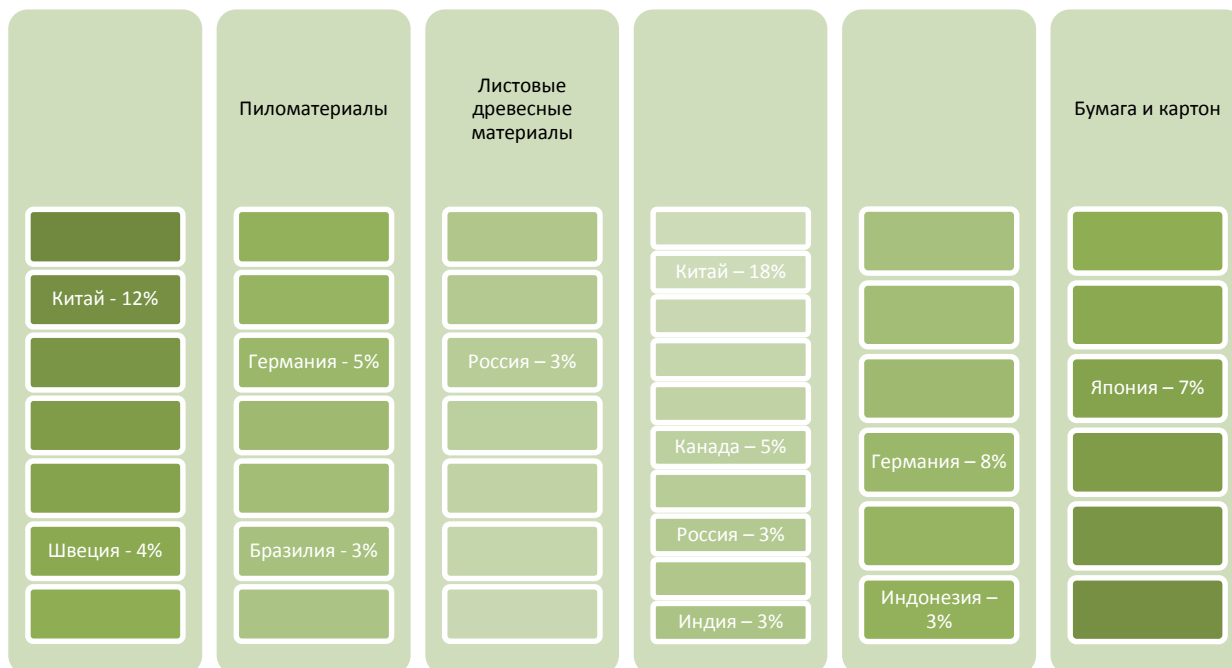 Китай - 12%
Швеция - 4%
Пиломатериалы
Германия - 5%
Бразилия - 3%
Листовые
древесные
материалы
Россия – 3%
Китай – 18%
Канада – 5%
Россия – 3%
Индия – 3%
Германия – 8%
Индонезия –
3%
Бумага и картон
Япония – 7%